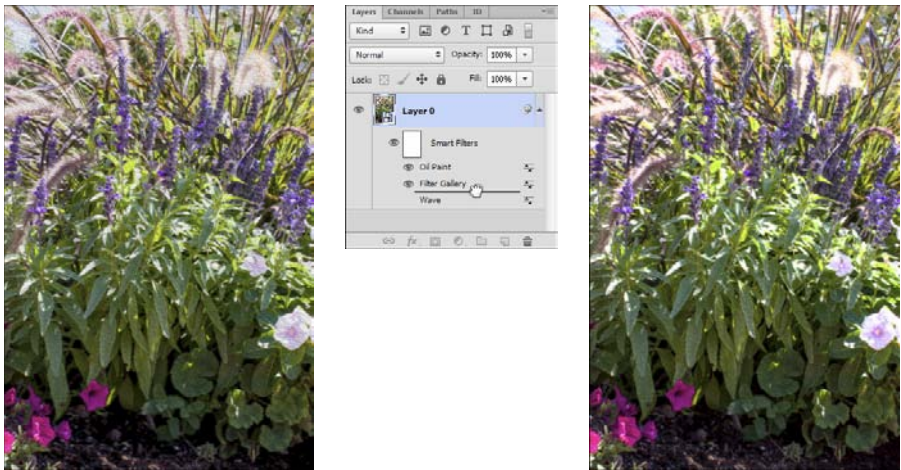 Layers Channels Paths 3D
Kind
Normal Opacity: 100%
Lock: Fill: 100%
Layer 0
Smart Filters
Oil Paint
Filter Gallery
Wave
fx